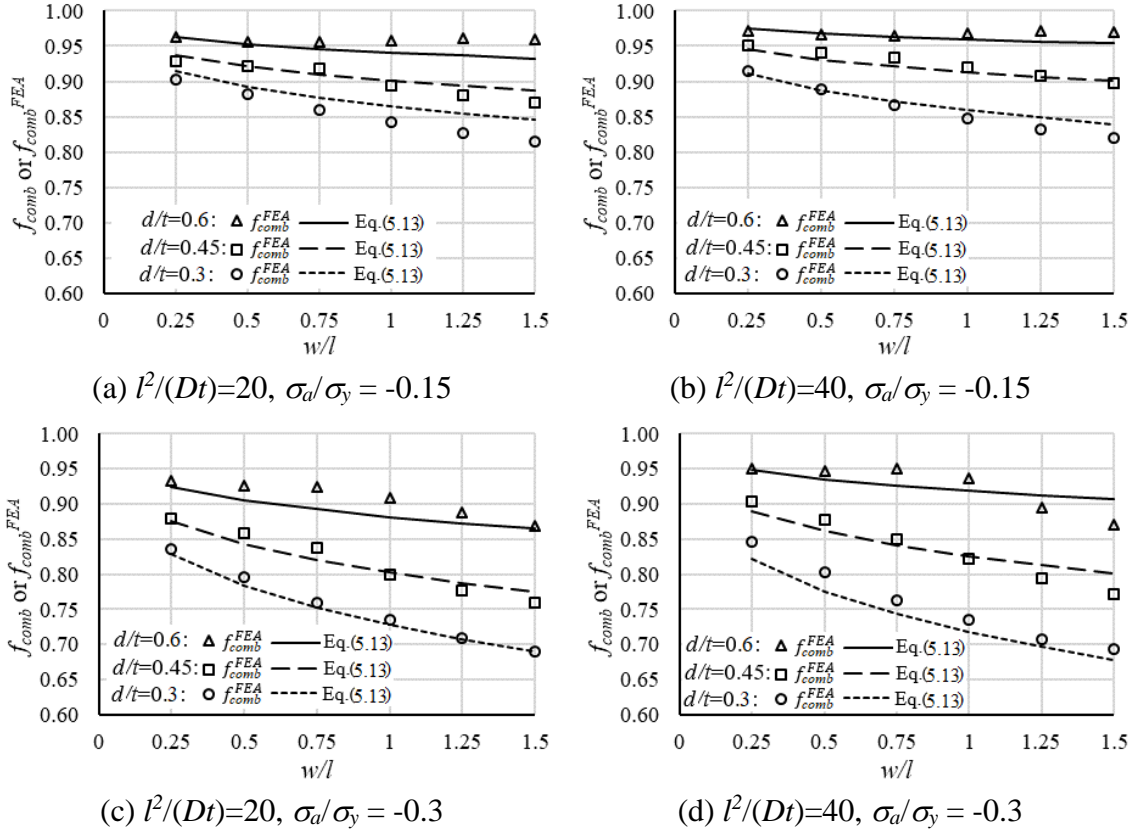 f_comb or f_comb^FEA
1.00
0.95
0.90
0.85
0.80
0.75
0.70
0.65
0.60
d/t=0.6: △ f_comb^FEA Eq.(5.13)
d/t=0.45: □ f_comb^FEA Eq.(5.13)
d/t=0.3: ○ f_comb^FEA Eq.(5.13)
0 0.25 0.5 0.75 1 1.25 1.5
w/l
(a) l²/(Dt)=20, σa/σy = -0.15
f_comb or f_comb^FEA
1.00
0.95
0.90
0.85
0.80
0.75
0.70
0.65
0.60
d/t=0.6: △ f_comb^FEA Eq.(5.13)
d/t=0.45: □ f_comb^FEA Eq.(5.13)
d/t=0.3: ○ f_comb^FEA Eq.(5.13)
0 0.25 0.5 0.75 1 1.25 1.5
w/l
(b) l²/(Dt)=40, σa/σy = -0.15
f_comb or f_comb^FEA
1.00
0.95
0.90
0.85
0.80
0.75
0.70
0.65
0.60
d/t=0.6: △ f_comb^FEA Eq.(5.13)
d/t=0.45: □ f_comb^FEA Eq.(5.13)
d/t=0.3: ○ f_comb^FEA Eq.(5.13)
0 0.25 0.5 0.75 1 1.25 1.5
w/l
(c) l²/(Dt)=20, σa/σy = -0.3
f_comb or f_comb^FEA
1.00
0.95
0.90
0.85
0.80
0.75
0.70
0.65
0.60
d/t=0.6: △ f_comb^FEA Eq.(5.13)
d/t=0.45: □ f_comb^FEA Eq.(5.13)
d/t=0.3: ○ f_comb^FEA Eq.(5.13)
0 0.25 0.5 0.75 1 1.25 1.5
w/l
(d) l²/(Dt)=40, σa/σy = -0.3